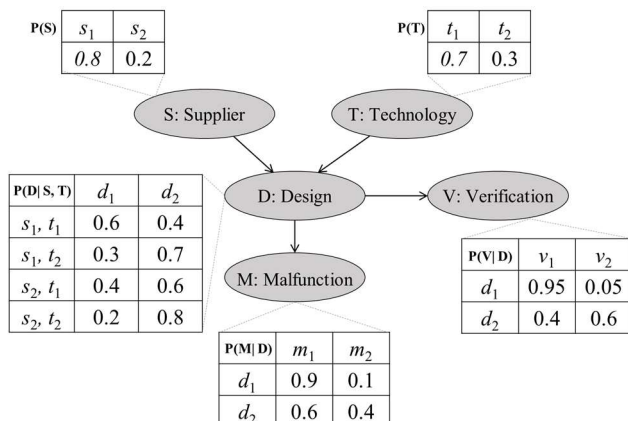 P(S) s1 s2
0.8 0.2
P(T) t1 t2
0.7 0.3
S: Supplier
T: Technology
P(D| S, T) d1 d2
s1, t1 0.6 0.4
s1, t2 0.3 0.7
s2, t1 0.4 0.6
s2, t2 0.2 0.8
D: Design
V: Verification
M: Malfunction
P(V| D) v1 v2
d1 0.95 0.05
d2 0.4 0.6
P(M| D) m1 m2
d1 0.9 0.1
d2 0.6 0.4